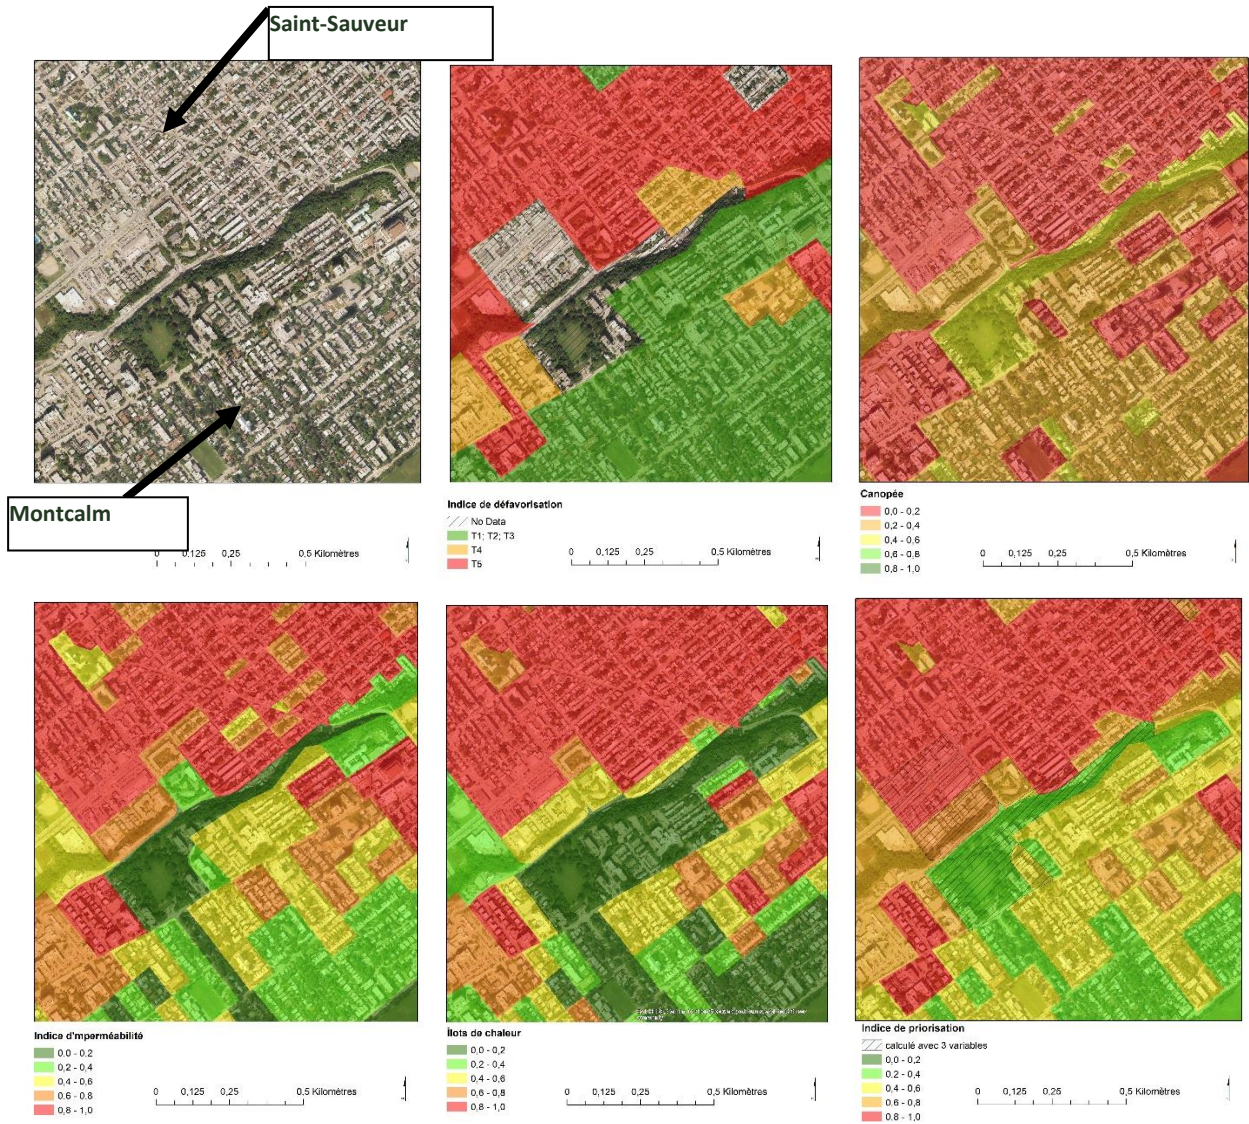 Saint-Sauveur
Montcalm
0 0,125 0,25 0,5 Kilomètres
Indice de défavorisation
No Data
T1; T2; T3
T4
T5
0 0,125 0,25 0,5 Kilomètres
Canopée
0,0 - 0,2
0,2 - 0,4
0,4 - 0,6
0,6 - 0,8
0,8 - 1,0
0 0,125 0,25 0,5 Kilomètres
Indice d'mperméabilité
0,0 - 0,2
0,2 - 0,4
0,4 - 0,6
0,6 - 0,8
0,8 - 1,0
0 0,125 0,25 0,5 Kilomètres
Îlots de chaleur
0,0 - 0,2
0,2 - 0,4
0,4 - 0,6
0,6 - 0,8
0,8 - 1,0
0 0,125 0,25 0,5 Kilomètres
Indice de priorisation
calculé avec 3 variables
0,0 - 0,2
0,2 - 0,4
0,4 - 0,6
0,6 - 0,8
0,8 - 1,0
0 0,125 0,25 0,5 Kilomètres